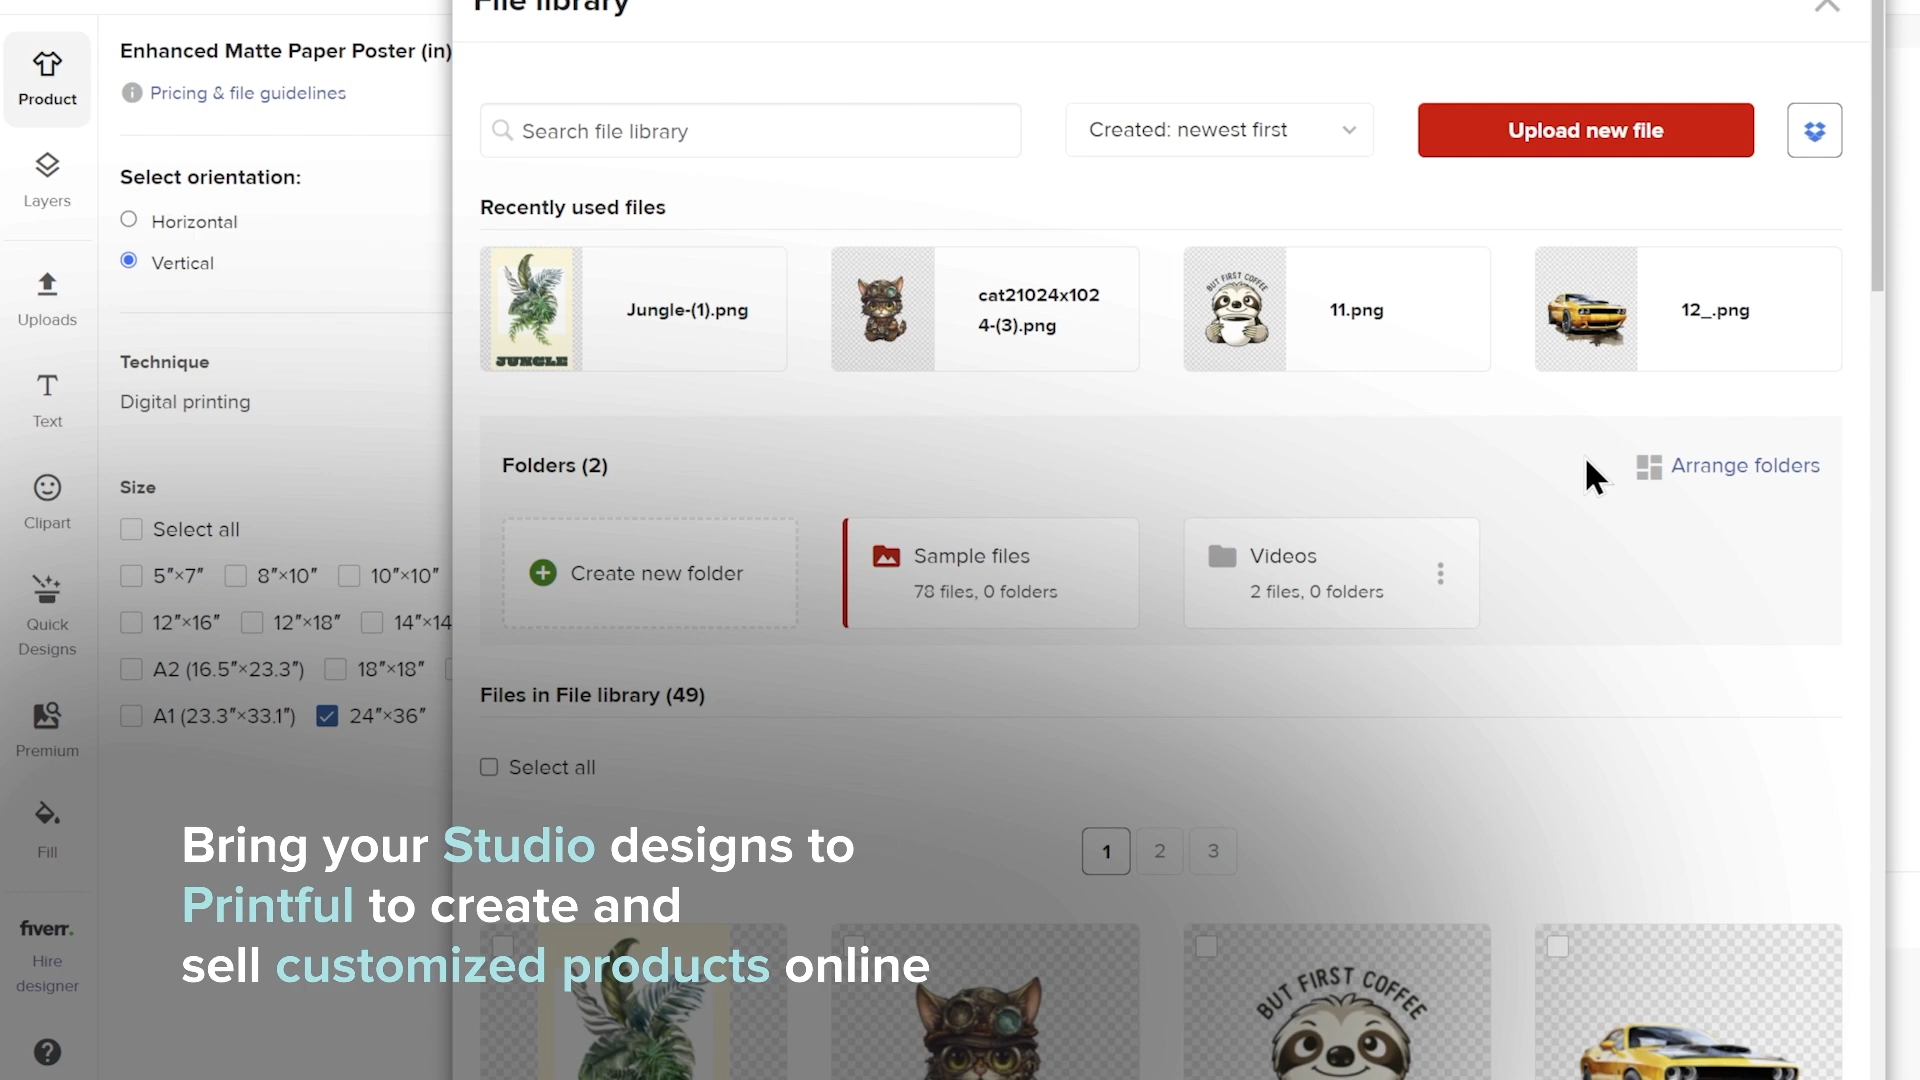 File library
Enhanced Matte Paper Poster (in)
Product
Pricing & file guidelines
Search file library
Created: newest first
Upload new file
Select orientation:
Layers
Recently used files
Horizontal
Vertical
BUT FIRST COFFEE
JUNGLE
Jungle-(1).png
cat21024x102
4-(3).png
11.png
12_.png
Uploads
Technique
Digital printing
Text
Folders (2)
Arrange folders
Size
Clipart
Select all
5″×7″ 8″×10″ 10″×10″
12″×16″ 12″×18″ 14″×14
A2 (16.5″×23.3″) 18″×18″
A1 (23.3″×33.1″) 24″×36″
Create new folder
Sample files
78 files, 0 folders
Videos
2 files, 0 folders
Quick
Designs
Files in File library (49)
Premium
Select all
Fill
1 2 3
Bring your Studio designs to
Printful to create and
sell customized products online
fiverr.
Hire
designer
BUT FIRST COFFEE